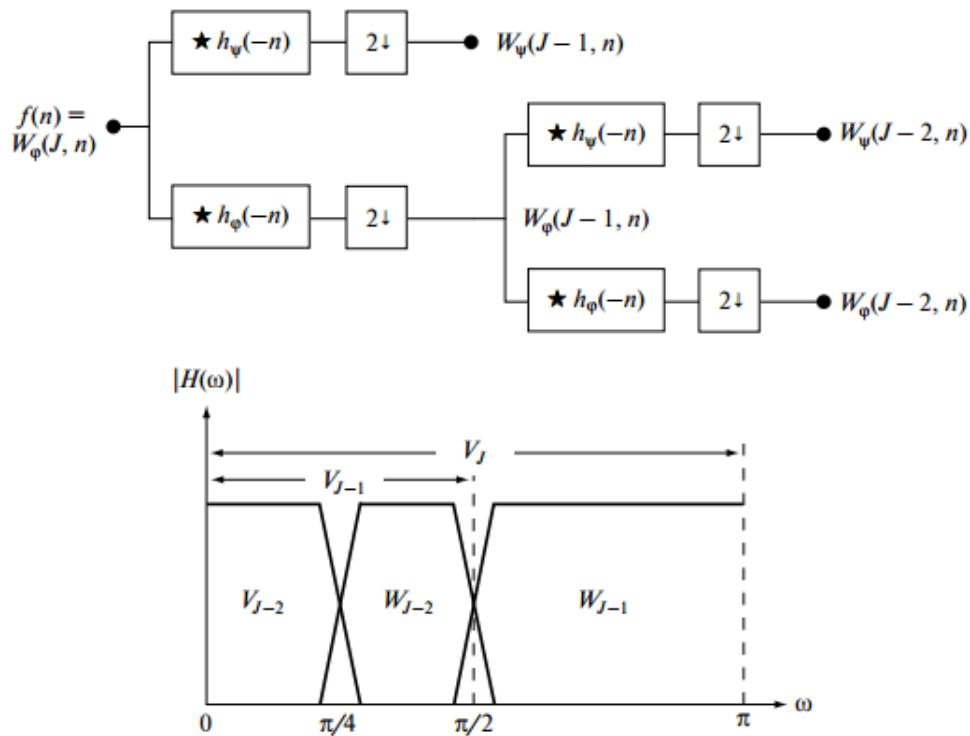 ★ hψ(−n) 2↓ Wψ(J − 1, n)
f(n) =
Wφ(J, n)
★ hψ(−n) 2↓ Wψ(J − 2, n)
★ hφ(−n) 2↓ Wφ(J − 1, n)
★ hφ(−n) 2↓ Wφ(J − 2, n)
|H(ω)|
VJ
VJ−1
VJ−2 WJ−2 WJ−1
0 π/4 π/2 π ω